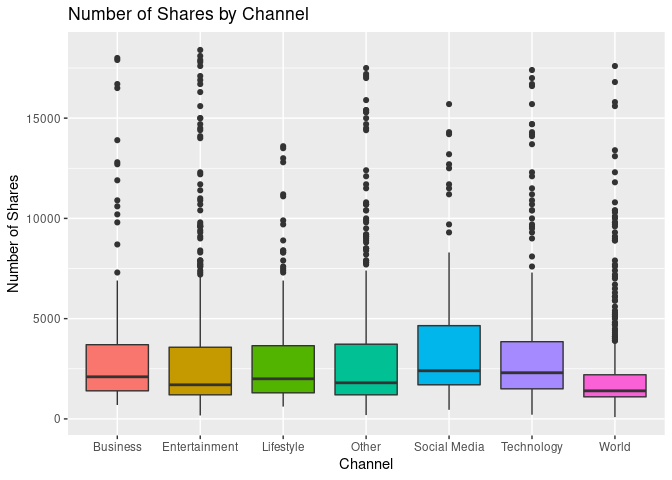 Number of Shares by Channel
Number of Shares
15000
10000
5000
0
Business Entertainment Lifestyle Other Social Media Technology World
Channel